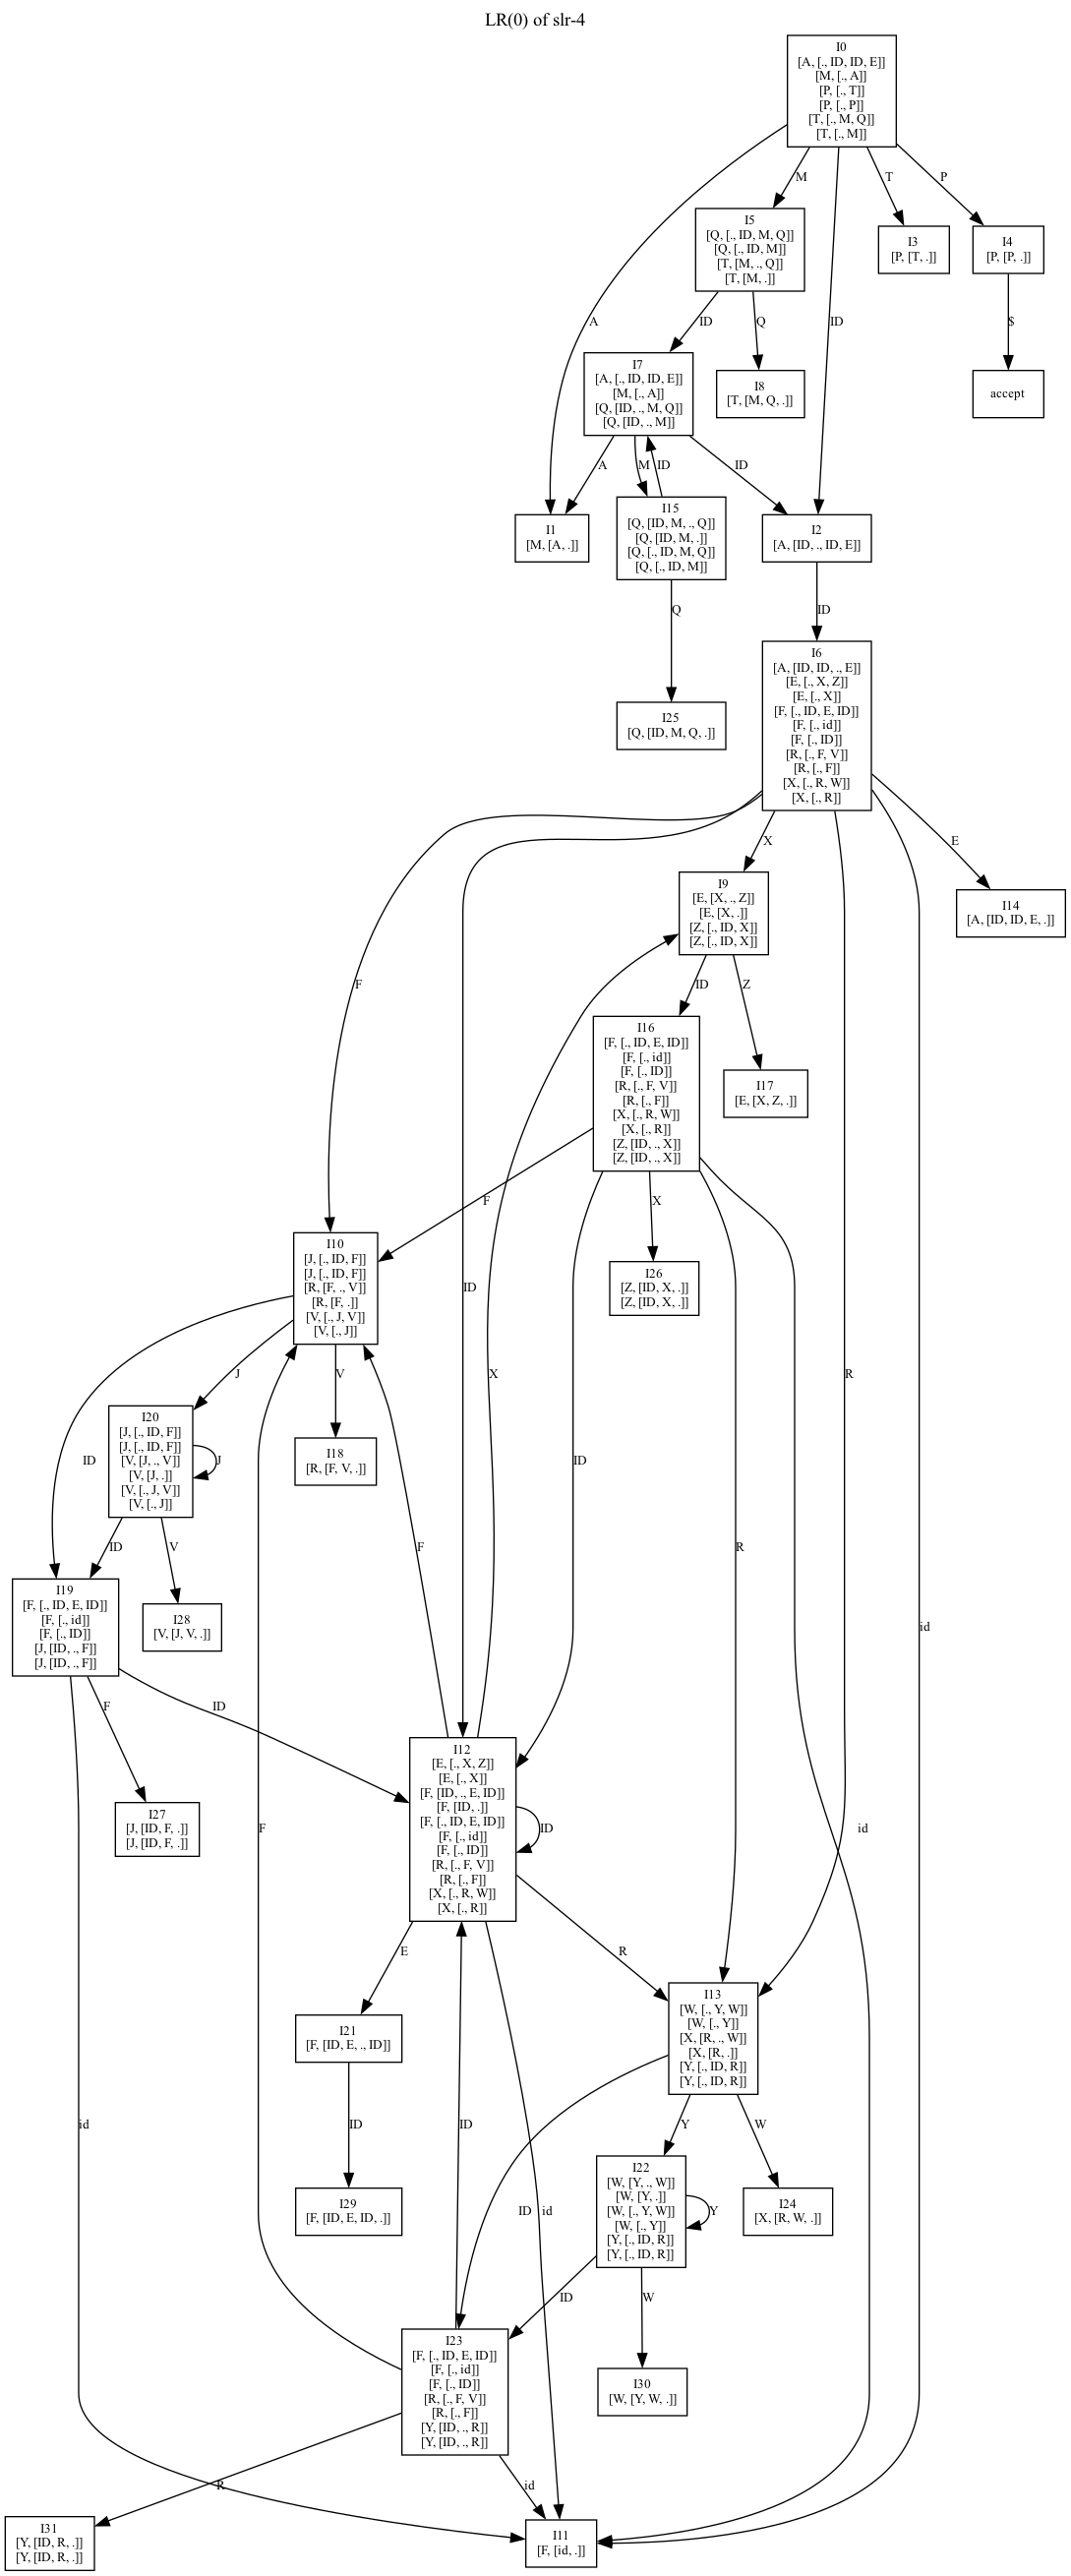 LR(0) of slr-4
I0
[A, [., ID, ID, E]]
[M, [., A]]
[P, [., T]]
[P, [., P]]
[T, [., M, Q]]
[T, [., M]]
M
T
P
I5
[Q, [., ID, M, Q]]
[Q, [., ID, M]]
[T, [M, ., Q]]
[T, [M, .]]
I3
[P, [T, .]]
I4
[P, [P, .]]
A
ID
Q
ID
$
I7
[A, [., ID, ID, E]]
[M, [., A]]
[Q, [ID, ., M, Q]]
[Q, [ID, ., M]]
I8
[T, [M, Q, .]]
accept
A
M
ID
ID
I1
[M, [A, .]]
I15
[Q, [ID, M, ., Q]]
[Q, [ID, M, .]]
[Q, [., ID, M, Q]]
[Q, [., ID, M]]
I2
[A, [ID, ., ID, E]]
Q
ID
I25
[Q, [ID, M, Q, .]]
I6
[A, [ID, ID, ., E]]
[E, [., X, Z]]
[E, [., X]]
[F, [., ID, E, ID]]
[F, [., id]]
[F, [., ID]]
[R, [., F, V]]
[R, [., F]]
[X, [., R, W]]
[X, [., R]]
X
E
I9
[E, [X, ., Z]]
[E, [X, .]]
[Z, [., ID, X]]
[Z, [., ID, X]]
I14
[A, [ID, ID, E, .]]
F
ID
Z
I16
[F, [., ID, E, ID]]
[F, [., id]]
[F, [., ID]]
[R, [., F, V]]
[R, [., F]]
[X, [., R, W]]
[X, [., R]]
[Z, [ID, ., X]]
[Z, [ID, ., X]]
I17
[E, [X, Z, .]]
F
X
I10
[J, [., ID, F]]
[J, [., ID, F]]
[R, [F, ., V]]
[R, [F, .]]
[V, [., J, V]]
[V, [., J]]
ID
I26
[Z, [ID, X, .]]
[Z, [ID, X, .]]
J
V
X
R
I20
[J, [., ID, F]]
[J, [., ID, F]]
[V, [J, ., V]]
[V, [J, .]]
[V, [., J, V]]
[V, [., J]]
J
I18
[R, [F, V, .]]
ID
ID
ID
V
F
R
I19
[F, [., ID, E, ID]]
[F, [., id]]
[F, [., ID]]
[J, [ID, ., F]]
[J, [ID, ., F]]
I28
[V, [J, V, .]]
id
F
ID
I12
[E, [., X, Z]]
[E, [., X]]
[F, [ID, ., E, ID]]
[F, [ID, .]]
[F, [., ID, E, ID]]
[F, [., id]]
[F, [., ID]]
[R, [., F, V]]
[R, [., F]]
[X, [., R, W]]
[X, [., R]]
ID
I27
[J, [ID, F, .]]
[J, [ID, F, .]]
F
id
E
R
I21
[F, [ID, E, ., ID]]
I13
[W, [., Y, W]]
[W, [., Y]]
[X, [R, ., W]]
[X, [R, .]]
[Y, [., ID, R]]
[Y, [., ID, R]]
id
ID
ID
Y
W
I29
[F, [ID, E, ID, .]]
ID
id
I22
[W, [Y, ., W]]
[W, [Y, .]]
[W, [., Y, W]]
[W, [., Y]]
[Y, [., ID, R]]
[Y, [., ID, R]]
Y
I24
[X, [R, W, .]]
ID
W
I23
[F, [., ID, E, ID]]
[F, [., id]]
[F, [., ID]]
[R, [., F, V]]
[R, [., F]]
[Y, [ID, ., R]]
[Y, [ID, ., R]]
I30
[W, [Y, W, .]]
R
id
I31
[Y, [ID, R, .]]
[Y, [ID, R, .]]
I11
[F, [id, .]]